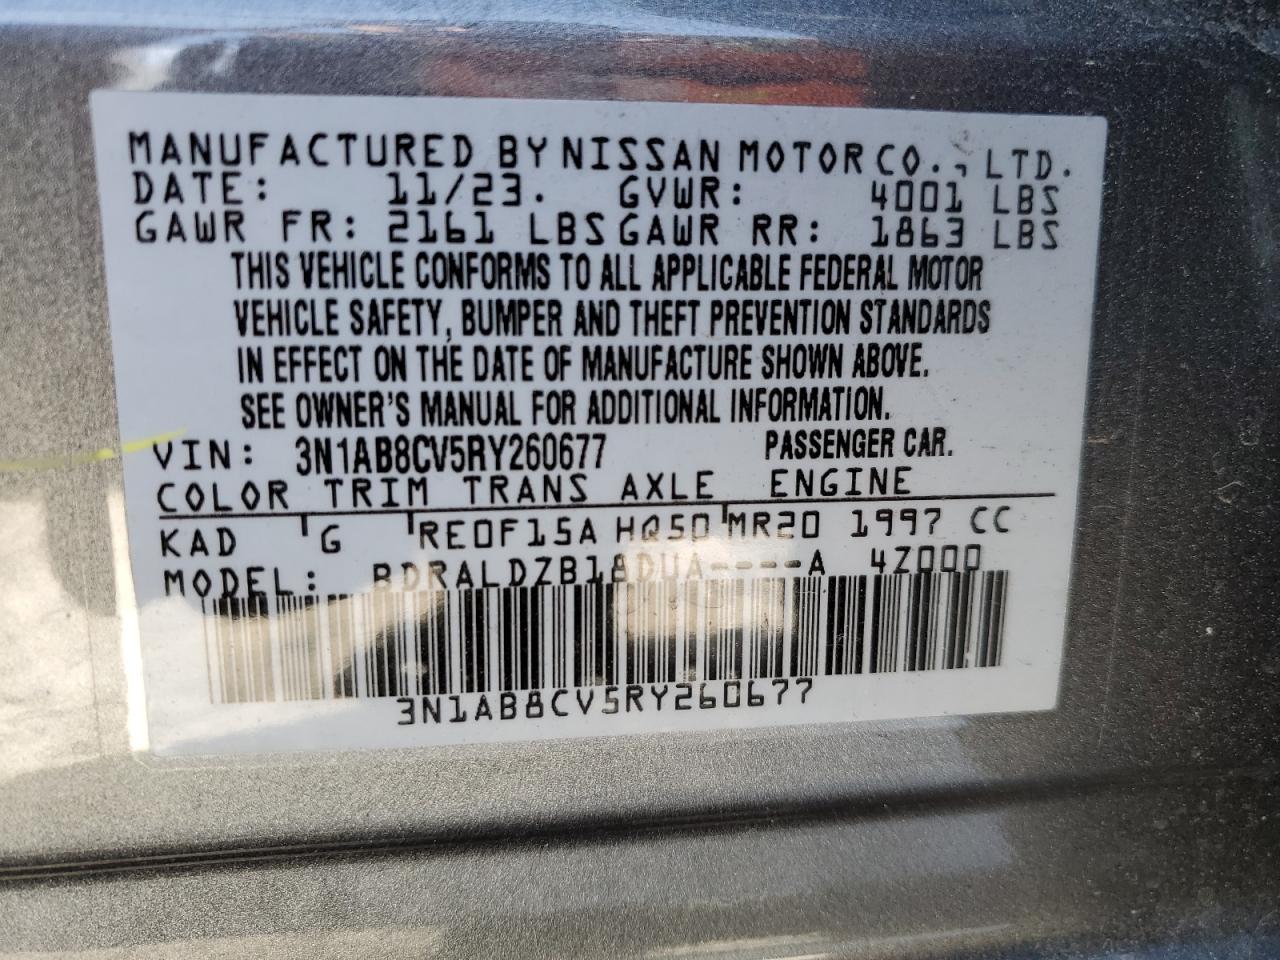 MANUFACTURED BY NISSAN MOTOR CO., LTD.
DATE: 11/23. GVWR: 4001 LBS
GAWR FR: 2161 LBS GAWR RR: 1863 LBS
THIS VEHICLE CONFORMS TO ALL APPLICABLE FEDERAL MOTOR
VEHICLE SAFETY, BUMPER AND THEFT PREVENTION STANDARDS
IN EFFECT ON THE DATE OF MANUFACTURE SHOWN ABOVE.
SEE OWNER'S MANUAL FOR ADDITIONAL INFORMATION.
VIN: 3N1AB8CV5RY260677 PASSENGER CAR.
COLOR TRIM TRANS AXLE ENGINE
KAD G RE0F15A HQ50 MR20 1997 CC
MODEL: BDRALDZB18DUA----A 4Z000
3N1AB8CV5RY260677